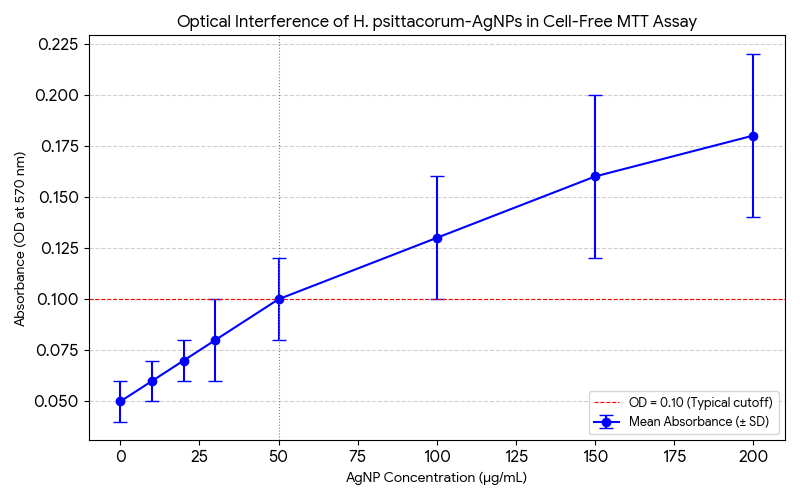 Optical Interference of H. psittacorum-AgNPs in Cell-Free MTT Assay
Absorbance (OD at 570 nm)
0.225
0.200
0.175
0.150
0.125
0.100
0.075
0.050
OD = 0.10 (Typical cutoff)
Mean Absorbance (± SD)
0 25 50 75 100 125 150 175 200
AgNP Concentration (µg/mL)